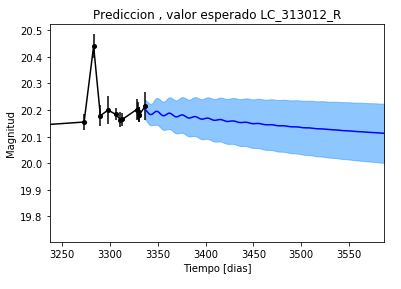 Prediccion , valor esperado LC_313012_R
20.5
20.4
20.3
20.2
20.1
20.0
19.9
19.8
Magnitud
3250 3300 3350 3400 3450 3500 3550
Tiempo [dias]